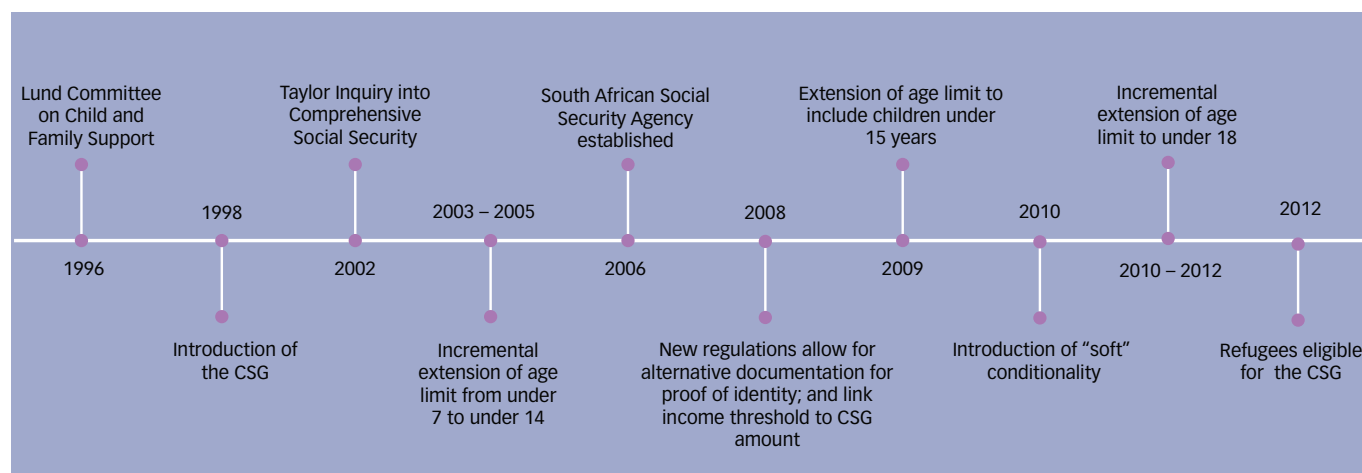 Lund Committee
on Child and
Family Support
1996
1998
Introduction of
the CSG
Taylor Inquiry into
Comprehensive
Social Security
2002
2003 – 2005
Incremental
extension of age
limit from under
7 to under 14
South African Social
Security Agency
established
2006
2008
New regulations allow for
alternative documentation for
proof of identity; and link
income threshold to CSG
amount
Extension of age limit to
include children under
15 years
2009
2010
Introduction of “soft”
conditionality
Incremental
extension of age
limit to under 18
2010 – 2012
2012
Refugees eligible
for the CSG